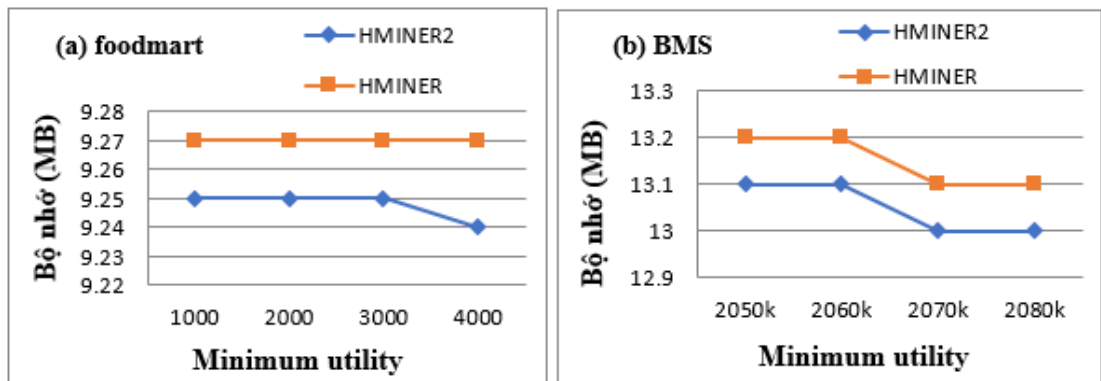 (a) foodmart
HMINER2
HMINER
Bộ nhớ (MB)
9.28
9.27
9.26
9.25
9.24
9.23
9.22
1000 2000 3000 4000
Minimum utility
(b) BMS
HMINER2
HMINER
Bộ nhớ (MB)
13.3
13.2
13.1
13
12.9
2050k 2060k 2070k 2080k
Minimum utility